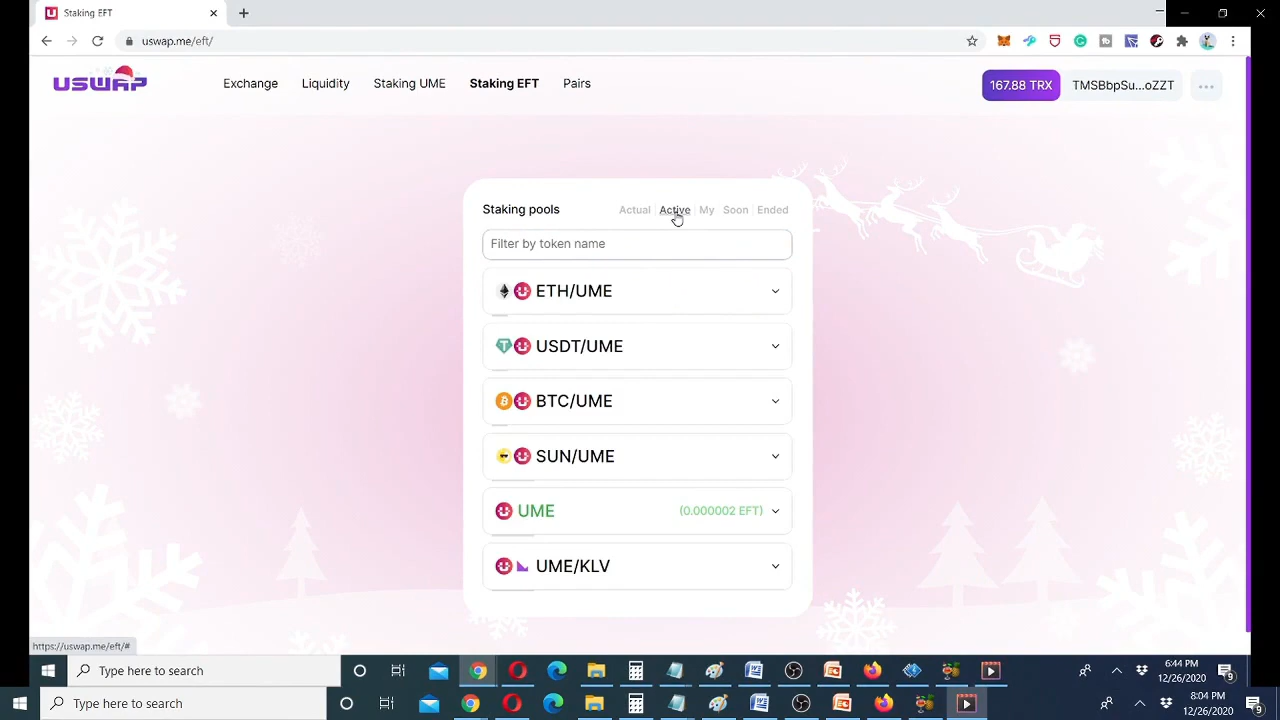 Staking EFT
uswap.me/eft/
USWAP
Exchange
Liquidity
Staking UME
Staking EFT
Pairs
167.88 TRX
TMSBbpSu...oZZT
Staking pools
Actual
Active
My
Soon
Ended
Filter by token name
ETH/UME
USDT/UME
BTC/UME
SUN/UME
UME
(0.000002 EFT)
UME/KLV
https://uswap.me/eft/#
Type here to search
6:44 PM
12/26/2020
9
Type here to search
8:04 PM
12/26/2020
9